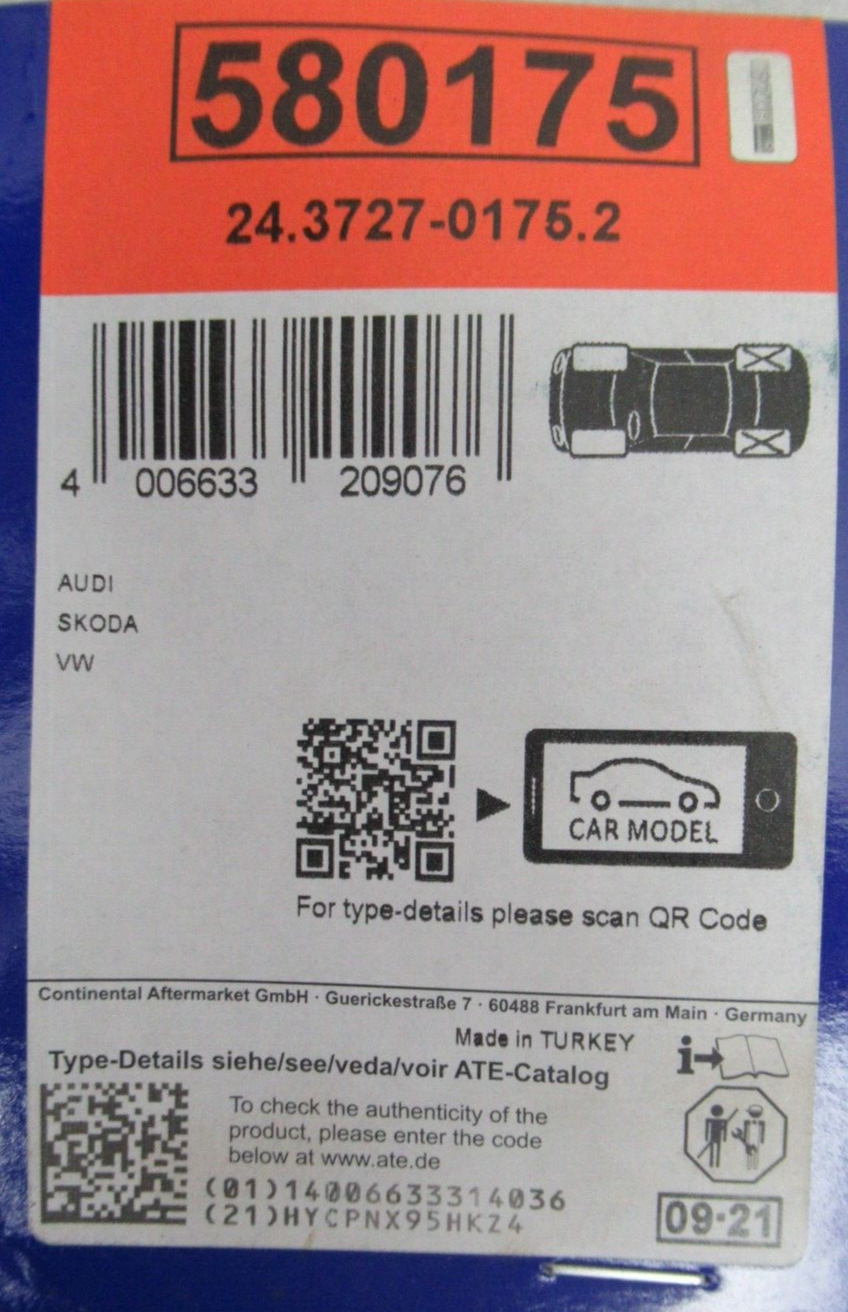 580175
24.3727-0175.2
4 006633 209076
AUDI
SKODA
VW
CAR MODEL
For type-details please scan QR Code
Continental Aftermarket GmbH · Guerickestraße 7 · 60488 Frankfurt am Main · Germany
Made in TURKEY
Type-Details siehe/see/veda/voir ATE-Catalog
To check the authenticity of the
product, please enter the code
below at www.ate.de
(01)14006633314036
(21)HYCPNX95HKZ4
09·21